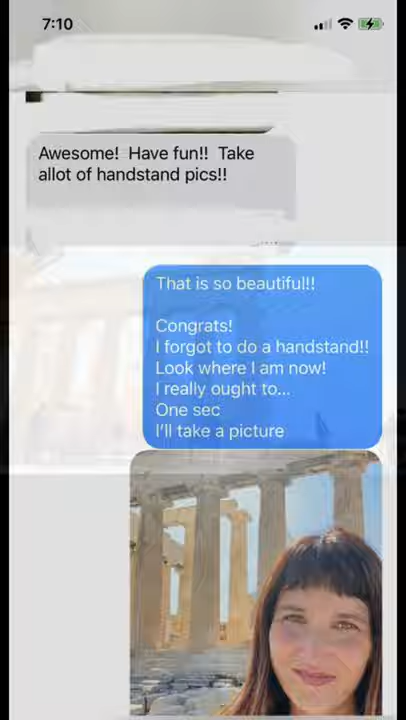 7:10
Awesome! Have fun!! Take
allot of handstand pics!!
That is so beautiful!!
Congrats!
I forgot to do a handstand!!
Look where I am now!
I really ought to...
One sec
I'll take a picture